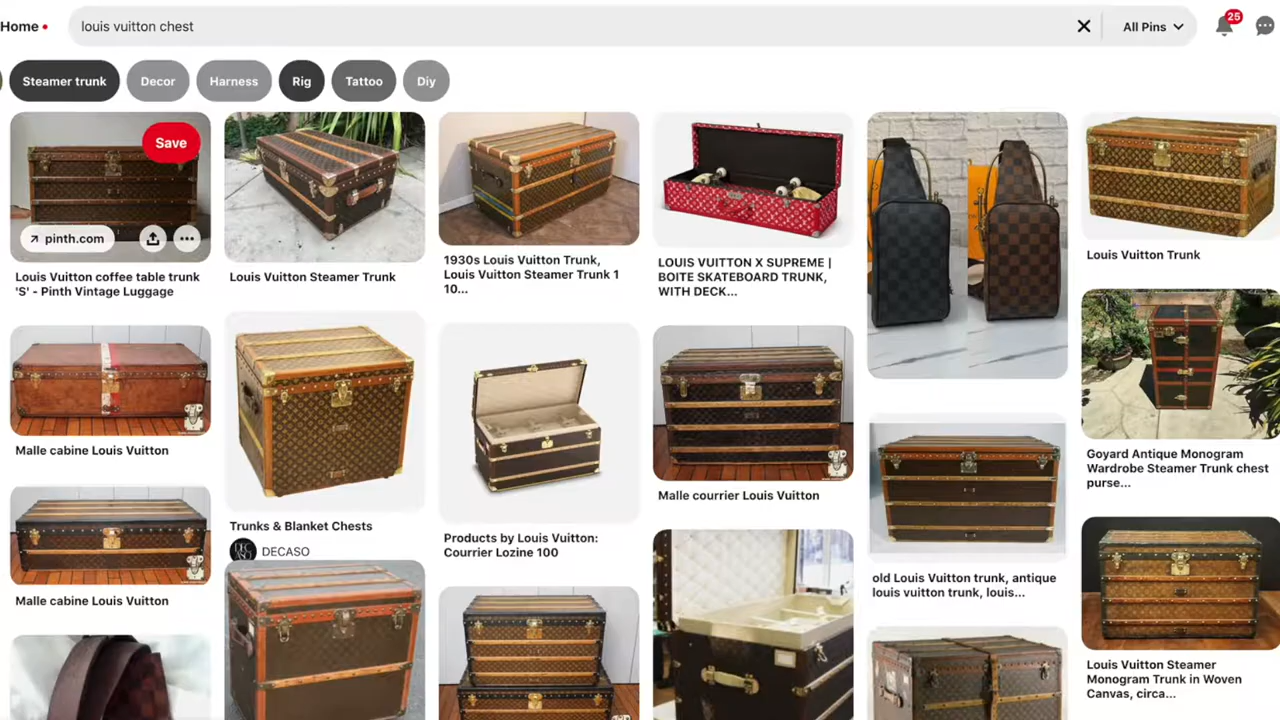 Home
louis vuitton chest
All Pins
25
Steamer trunk
Decor
Harness
Rig
Tattoo
Diy
Save
pinth.com
Louis Vuitton coffee table trunk
'S' - Pinth Vintage Luggage
Louis Vuitton Steamer Trunk
1930s Louis Vuitton Trunk,
Louis Vuitton Steamer Trunk 1
10...
LOUIS VUITTON X SUPREME |
BOITE SKATEBOARD TRUNK,
WITH DECK...
Louis Vuitton Trunk
Malle cabine Louis Vuitton
Trunks & Blanket Chests
DECASO
Products by Louis Vuitton:
Courrier Lozine 100
Malle courrier Louis Vuitton
old Louis Vuitton trunk, antique
louis vuitton trunk, louis...
Goyard Antique Monogram
Wardrobe Steamer Trunk chest
purse...
Malle cabine Louis Vuitton
Louis Vuitton Steamer
Monogram Trunk in Woven
Canvas, circa...